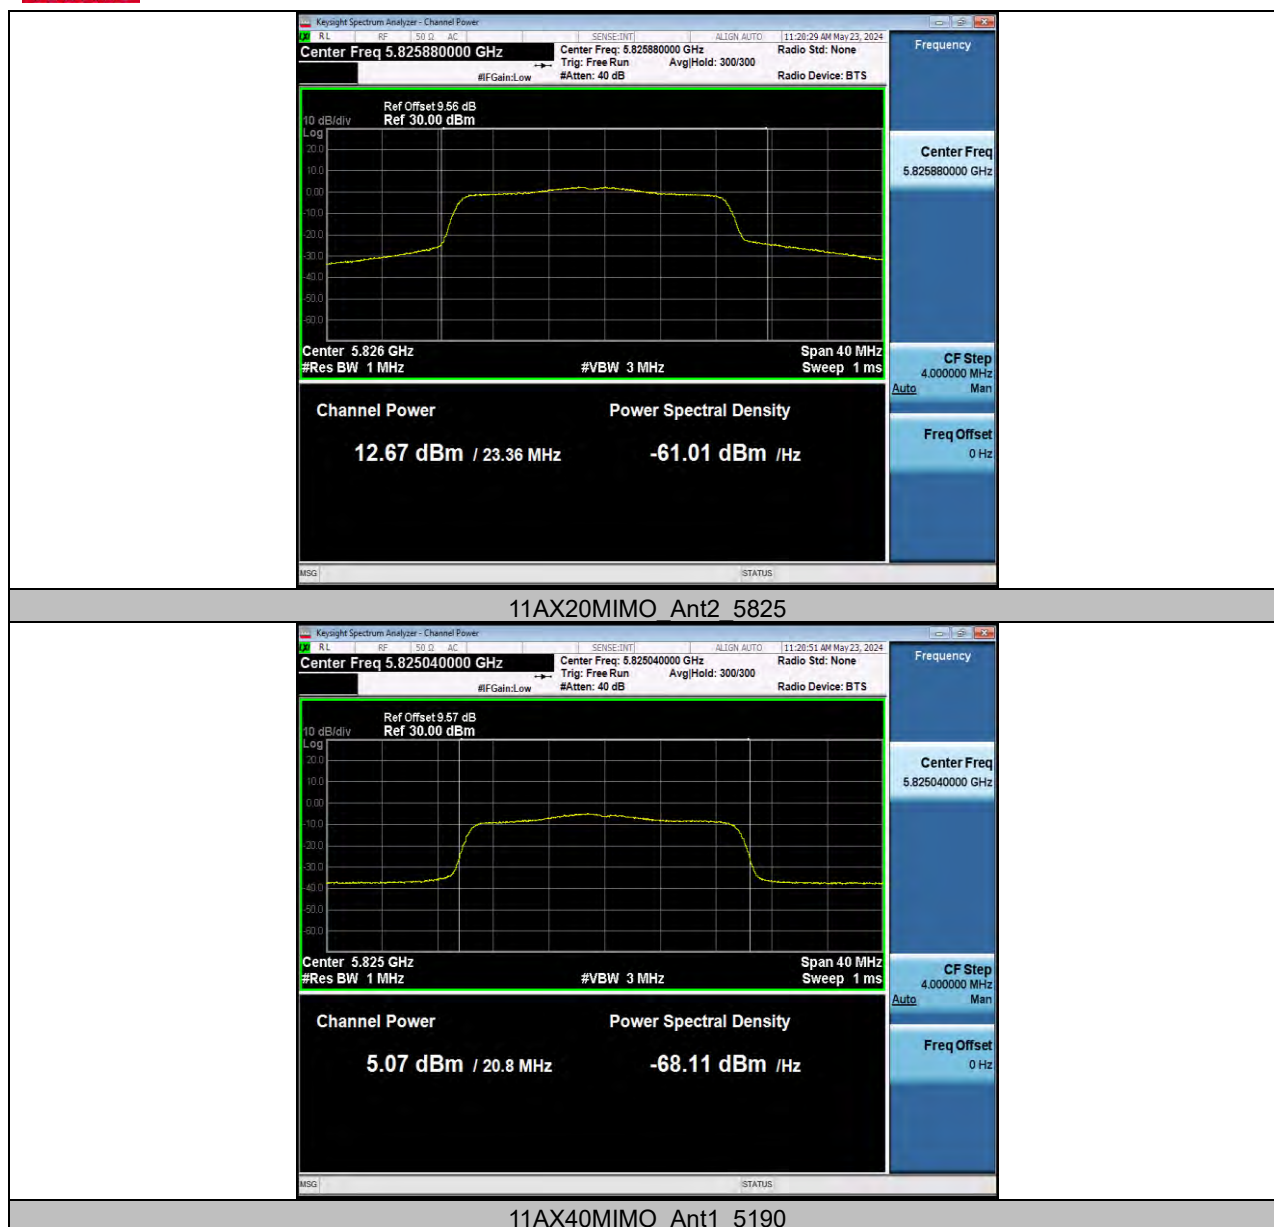 Keysight Spectrum Analyzer - Channel Power
RL RF 50 Ω AC SENSE:INT ALIGN AUTO 11:20:29 AM May 23, 2024
Center Freq 5.825880000 GHz
Center Freq: 5.825880000 GHz
Radio Std: None
Trig: Free Run Avg|Hold: 300/300
#IFGain:Low
#Atten: 40 dB
Radio Device: BTS
Frequency
Ref Offset 9.56 dB
10 dB/div Ref 30.00 dBm
Log
20.0
10.0
0.00
-10.0
-20.0
-30.0
-40.0
-50.0
-60.0
Center 5.826 GHz Span 40 MHz
#Res BW 1 MHz #VBW 3 MHz Sweep 1 ms
Center Freq
5.825880000 GHz
CF Step
4.000000 MHz
Auto Man
Freq Offset
0 Hz
Channel Power Power Spectral Density
12.67 dBm / 23.36 MHz -61.01 dBm /Hz
MSG STATUS
11AX20MIMO_Ant2_5825
Keysight Spectrum Analyzer - Channel Power
RL RF 50 Ω AC SENSE:INT ALIGN AUTO 11:20:51 AM May 23, 2024
Center Freq 5.825040000 GHz
Center Freq: 5.825040000 GHz
Radio Std: None
Trig: Free Run Avg|Hold: 300/300
#IFGain:Low
#Atten: 40 dB
Radio Device: BTS
Frequency
Ref Offset 9.57 dB
10 dB/div Ref 30.00 dBm
Log
20.0
10.0
0.00
-10.0
-20.0
-30.0
-40.0
-50.0
-60.0
Center 5.825 GHz Span 40 MHz
#Res BW 1 MHz #VBW 3 MHz Sweep 1 ms
Center Freq
5.825040000 GHz
CF Step
4.000000 MHz
Auto Man
Freq Offset
0 Hz
Channel Power Power Spectral Density
5.07 dBm / 20.8 MHz -68.11 dBm /Hz
MSG STATUS
11AX40MIMO_Ant1_5190